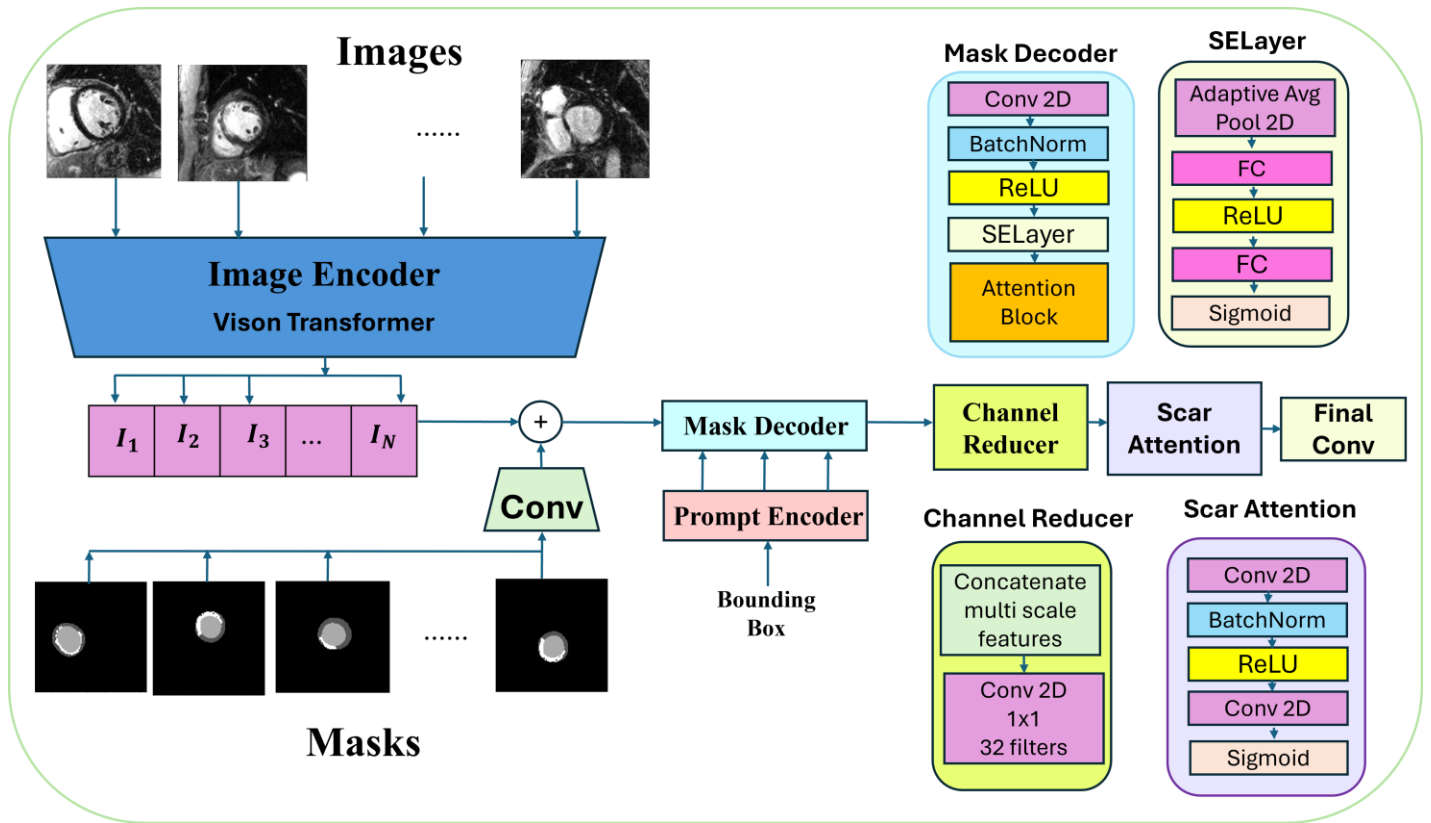 Images
......
Image Encoder
Vison Transformer
I1
I2
I3
...
IN
+
Conv
......
Masks
Mask Decoder
Prompt Encoder
Bounding
Box
Channel
Reducer
Scar
Attention
Final
Conv
Mask Decoder
Conv 2D
BatchNorm
ReLU
SELayer
Attention
Block
SELayer
Adaptive Avg
Pool 2D
FC
ReLU
FC
Sigmoid
Channel Reducer
Concatenate
multi scale
features
Conv 2D
1x1
32 filters
Scar Attention
Conv 2D
BatchNorm
ReLU
Conv 2D
Sigmoid